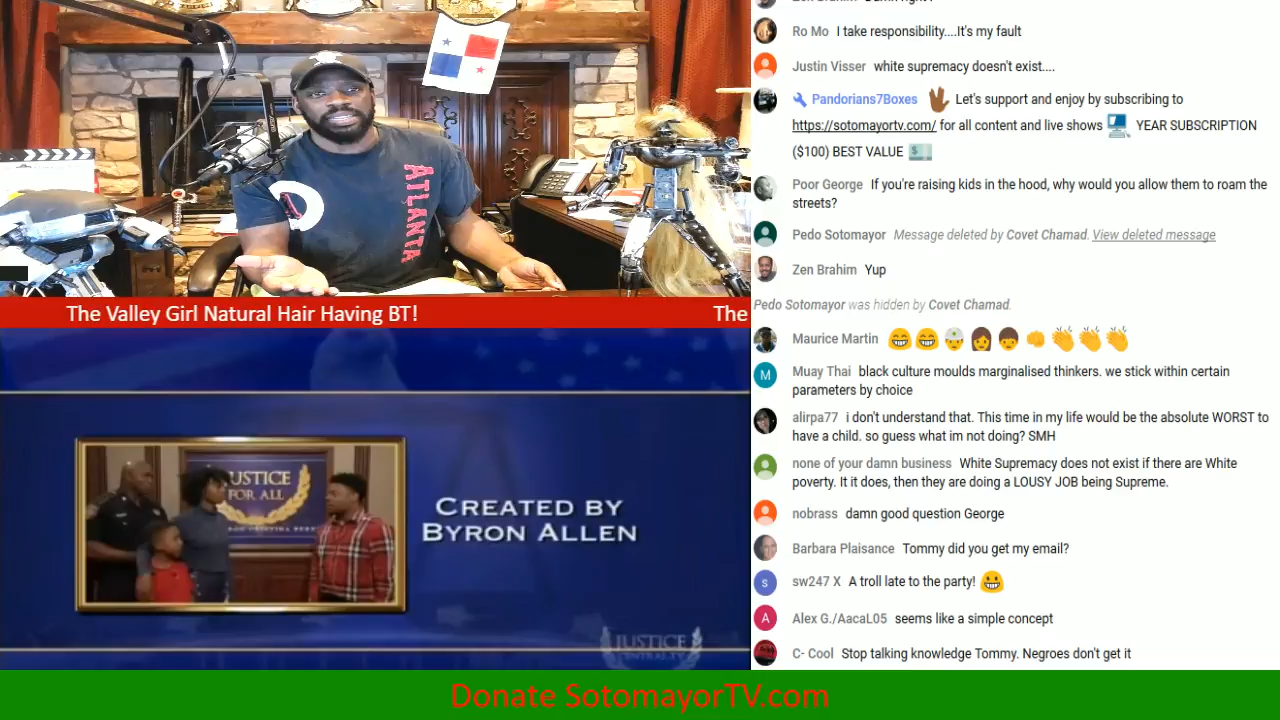 ATLANTA
The Valley Girl Natural Hair Having BT!
The
JUSTICE
FOR ALL
CREATED BY
BYRON ALLEN
JUSTICE
CENTRAL.TV
Ro Mo I take responsibility....It's my fault
Justin Visser white supremacy doesn't exist....
Pandorians7Boxes 🖖🏾 Let's support and enjoy by subscribing to
https://sotomayortv.com/ for all content and live shows 🖥️ YEAR SUBSCRIPTION
($100) BEST VALUE 💵
Poor George If you're raising kids in the hood, why would you allow them to roam the
streets?
Pedo Sotomayor Message deleted by Covet Chamad. View deleted message
Zen Brahim Yup
Pedo Sotomayor was hidden by Covet Chamad.
Maurice Martin 😁😁👳👩👦👊👏👏👏
M Muay Thai black culture moulds marginalised thinkers. we stick within certain
parameters by choice
alirpa77 i don't understand that. This time in my life would be the absolute WORST to
have a child. so guess what im not doing? SMH
none of your damn business White Supremacy does not exist if there are White
poverty. It it does, then they are doing a LOUSY JOB being Supreme.
nobrass damn good question George
Barbara Plaisance Tommy did you get my email?
s sw247 X A troll late to the party! 😀
A Alex G./AacaL05 seems like a simple concept
C- Cool Stop talking knowledge Tommy. Negroes don't get it
Donate SotomayorTV.com